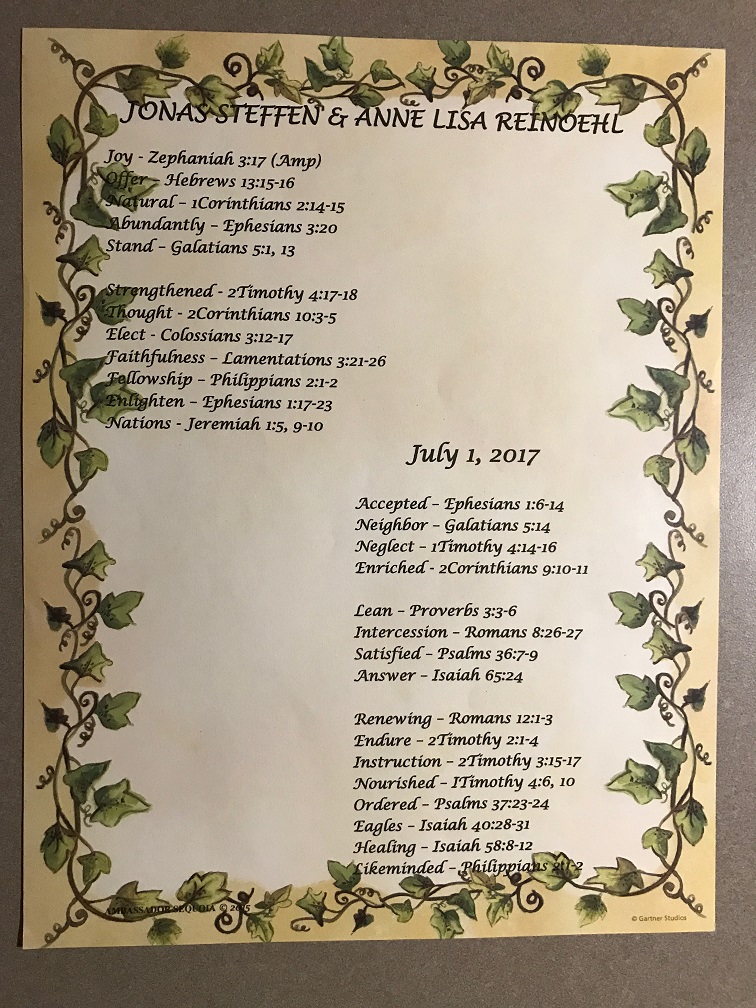 JONAS STEFFEN & ANNE LISA REINOEHL
Joy - Zephaniah 3:17 (Amp)
Offer – Hebrews 13:15-16
Natural – 1Corinthians 2:14-15
Abundantly – Ephesians 3:20
Stand – Galatians 5:1, 13
Strengthened - 2Timothy 4:17-18
Thought - 2Corinthians 10:3-5
Elect - Colossians 3:12-17
Faithfulness – Lamentations 3:21-26
Fellowship – Philippians 2:1-2
Enlighten – Ephesians 1:17-23
Nations - Jeremiah 1:5, 9-10
July 1, 2017
Accepted – Ephesians 1:6-14
Neighbor – Galatians 5:14
Neglect – 1Timothy 4:14-16
Enriched - 2Corinthians 9:10-11
Lean – Proverbs 3:3-6
Intercession – Romans 8:26-27
Satisfied – Psalms 36:7-9
Answer – Isaiah 65:24
Renewing – Romans 12:1-3
Endure – 2Timothy 2:1-4
Instruction – 2Timothy 3:15-17
Nourished – ITimothy 4:6, 10
Ordered – Psalms 37:23-24
Eagles – Isaiah 40:28-31
Healing – Isaiah 58:8-12
Likeminded – Philippians 2:1-2
AMBASSADOR SEQUOIA ©
© Gartner Studios